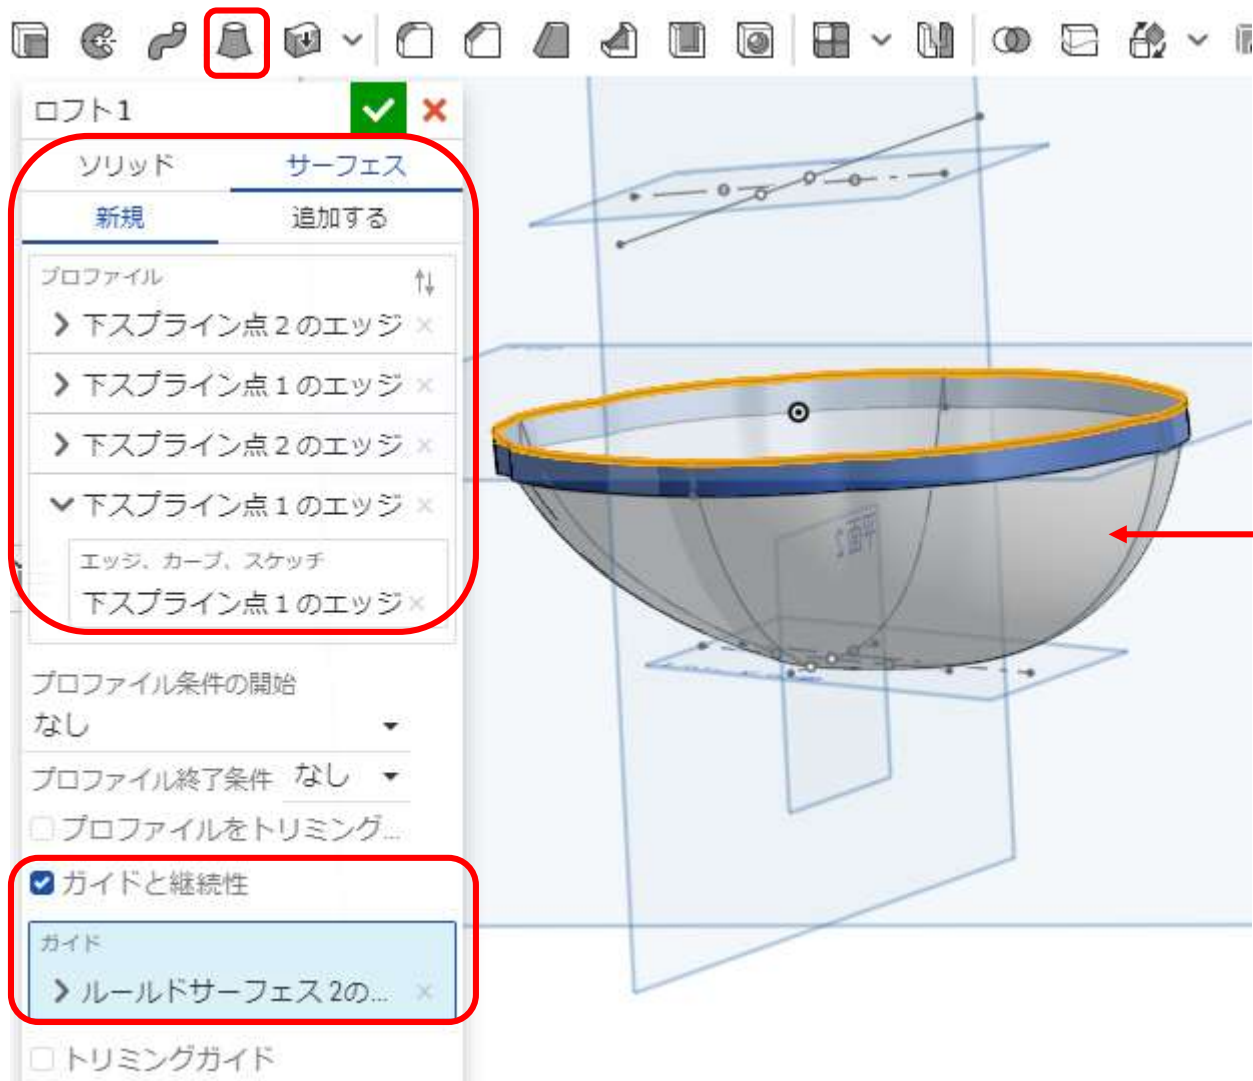 ロフト1
ソリッド
サーフェス
新規
追加する
プロファイル
下スプライン点2のエッジ
下スプライン点1のエッジ
下スプライン点2のエッジ
下スプライン点1のエッジ
エッジ、カーブ、スケッチ
下スプライン点1のエッジ
プロファイル条件の開始
なし
プロファイル終了条件 なし
プロファイルをトリミング...
ガイドと継続性
ガイド
ルールドサーフェス2の...
トリミングガイド